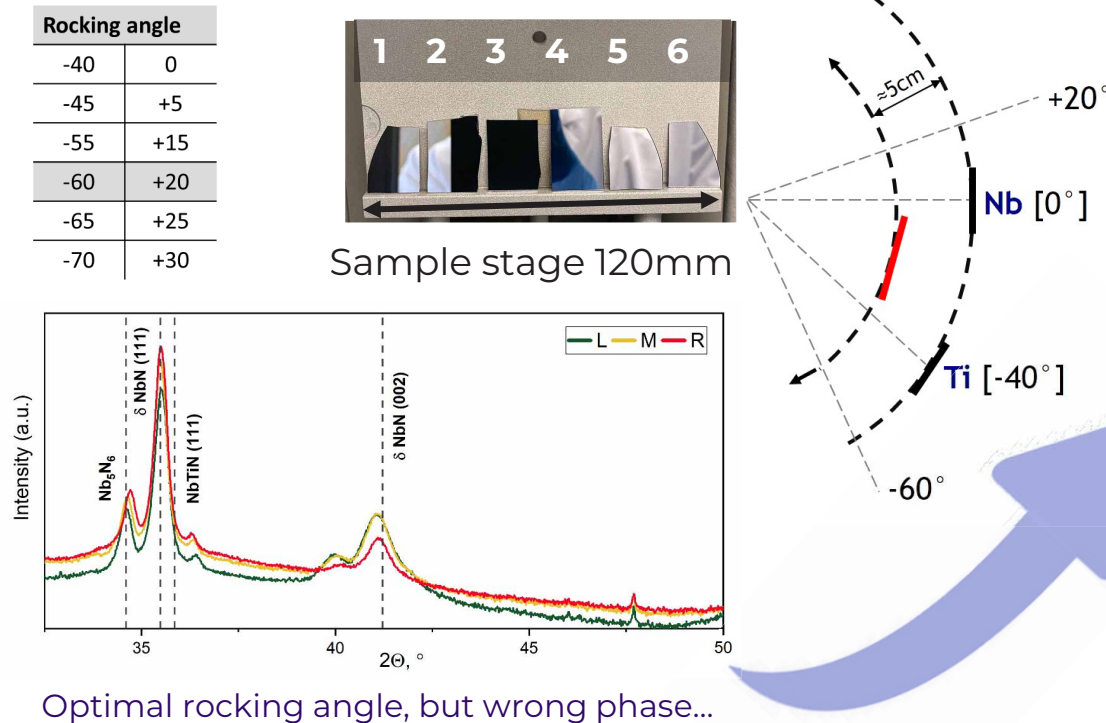 Rocking angle
-40 0
-45 +5
-55 +15
-60 +20
-65 +25
-70 +30
1 2 3 4 5 6
Sample stage 120mm
≈5cm
+20°
Nb [0°]
Ti [-40°]
-60°
Intensity (a.u.)
Nb₅N₆
δ NbN (111)
NbTiN (111)
δ NbN (002)
L M R
35 40 45 50
2Θ, °
Optimal rocking angle, but wrong phase...